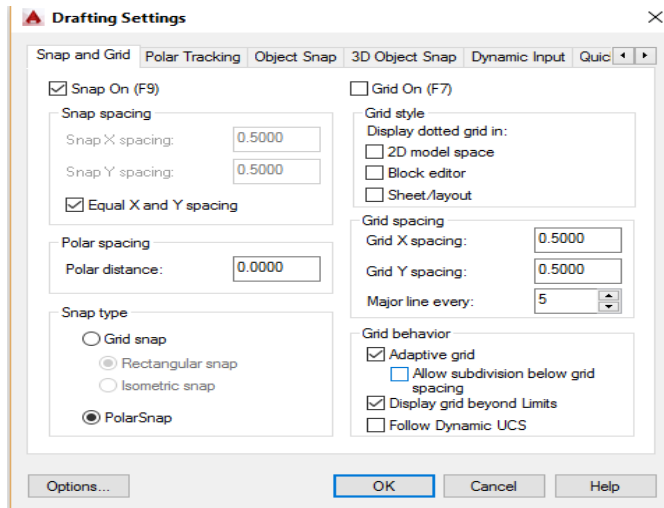 Drafting Settings
Snap and Grid Polar Tracking Object Snap 3D Object Snap Dynamic Input Quic
Snap On (F9)
Snap spacing
Snap X spacing: 0.5000
Snap Y spacing: 0.5000
Equal X and Y spacing
Polar spacing
Polar distance: 0.0000
Snap type
Grid snap
Rectangular snap
Isometric snap
PolarSnap
Grid On (F7)
Grid style
Display dotted grid in:
2D model space
Block editor
Sheet/layout
Grid spacing
Grid X spacing: 0.5000
Grid Y spacing: 0.5000
Major line every: 5
Grid behavior
Adaptive grid
Allow subdivision below grid
spacing
Display grid beyond Limits
Follow Dynamic UCS
Options... OK Cancel Help